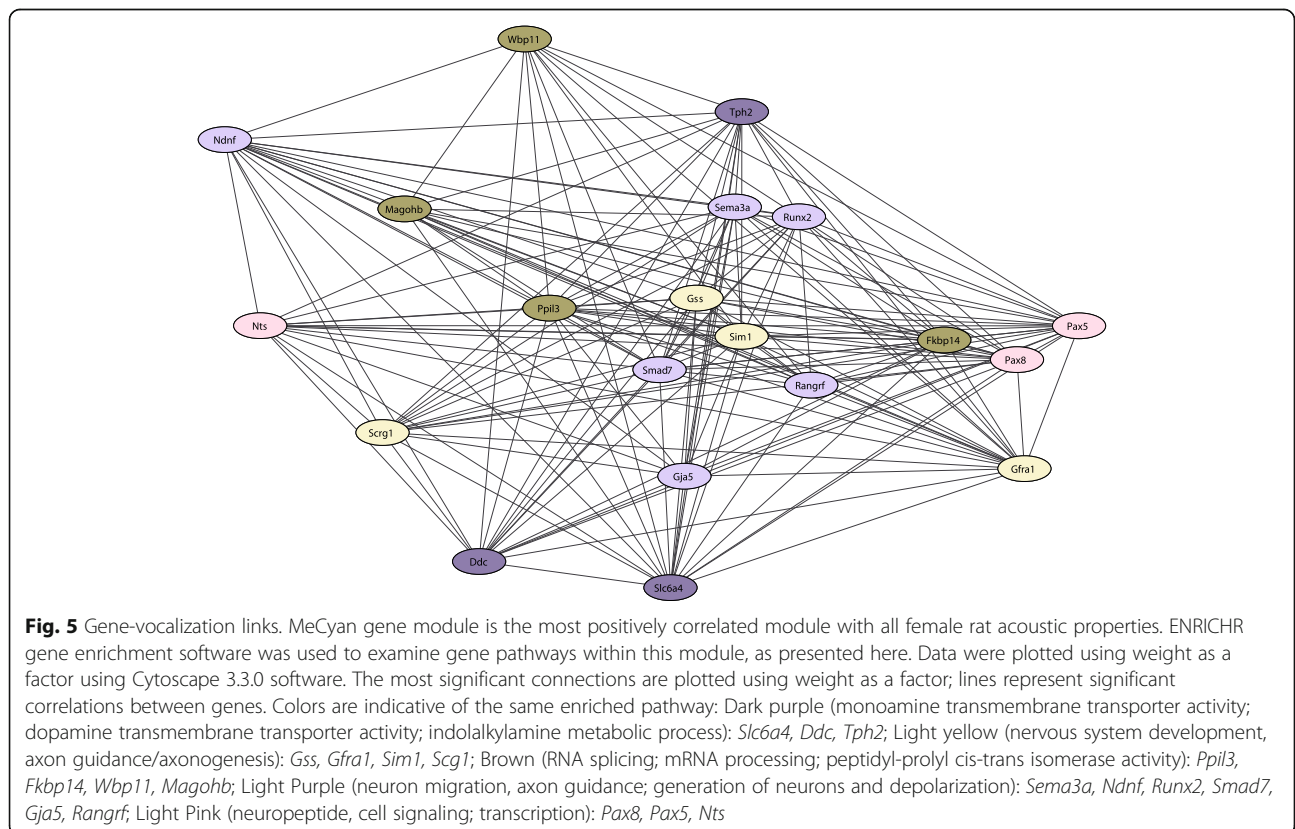 Wbp11
Tph2
Ndnf
Magohb
Sema3a
Runx2
Gss
Ppil3
Nts
Pax5
Sim1
Fkbp14
Pax8
Smad7
Rangrf
Scrg1
Gfra1
Gja5
Ddc
Slc6a4
Fig. 5 Gene-vocalization links. MeCyan gene module is the most positively correlated module with all female rat acoustic properties. ENRICHR
gene enrichment software was used to examine gene pathways within this module, as presented here. Data were plotted using weight as a
factor using Cytoscape 3.3.0 software. The most significant connections are plotted using weight as a factor; lines represent significant
correlations between genes. Colors are indicative of the same enriched pathway: Dark purple (monoamine transmembrane transporter activity;
dopamine transmembrane transporter activity; indolalkylamine metabolic process): Slc6a4, Ddc, Tph2; Light yellow (nervous system development,
axon guidance/axonogenesis): Gss, Gfra1, Sim1, Scg1; Brown (RNA splicing; mRNA processing; peptidyl-prolyl cis-trans isomerase activity): Ppil3,
Fkbp14, Wbp11, Magohb; Light Purple (neuron migration, axon guidance; generation of neurons and depolarization): Sema3a, Ndnf, Runx2, Smad7,
Gja5, Rangrf; Light Pink (neuropeptide, cell signaling; transcription): Pax8, Pax5, Nts